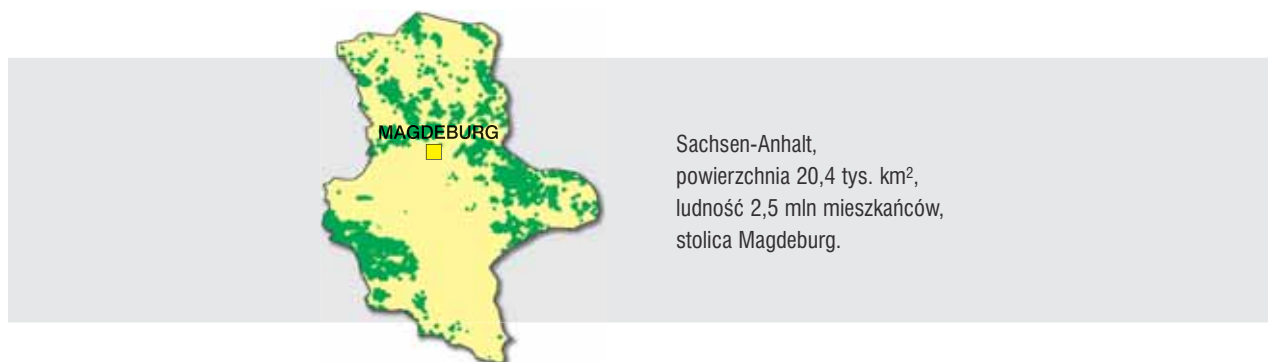 MAGDEBURG
Sachsen-Anhalt,
powierzchnia 20,4 tys. km²,
ludność 2,5 mln mieszkańców,
stolica Magdeburg.